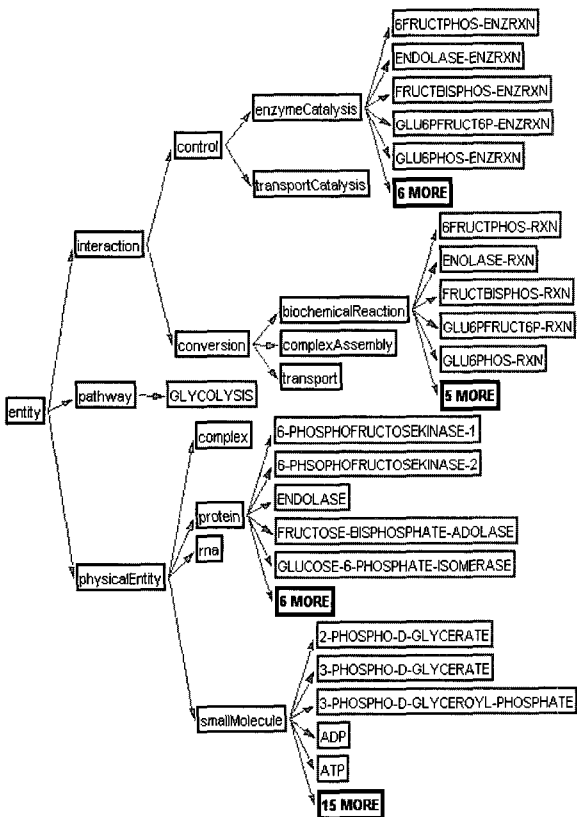 6FRUCTPHOS-ENZRXN
ENDOLASE-ENZRXN
FRUCTBISPHOS-ENZRXN
GLU6PFRUCT6P-ENZRXN
GLU6PHOS-ENZRXN
6 MORE
enzymeCatalysis
control
transportCatalysis
interaction
6FRUCTPHOS-RXN
ENOLASE-RXN
FRUCTBISPHOS-RXN
GLU6PFRUCT6P-RXN
GLU6PHOS-RXN
5 MORE
biochemicalReaction
conversion
complexAssembly
transport
pathway
GLYCOLYSIS
entity
complex
6-PHOSPHOFRUCTOSEKINASE-1
6-PHSOPHOFRUCTOSEKINASE-2
ENDOLASE
protein
FRUCTOSE-BISPHOSPHATE-ADOLASE
rna
GLUCOSE-6-PHOSPHATE-ISOMERASE
physicalEntity
6 MORE
2-PHOSPHO-D-GLYCERATE
3-PHOSPHO-D-GLYCERATE
3-PHOSPHO-D-GLYCEROYL-PHOSPHATE
smallMolecule
ADP
ATP
15 MORE